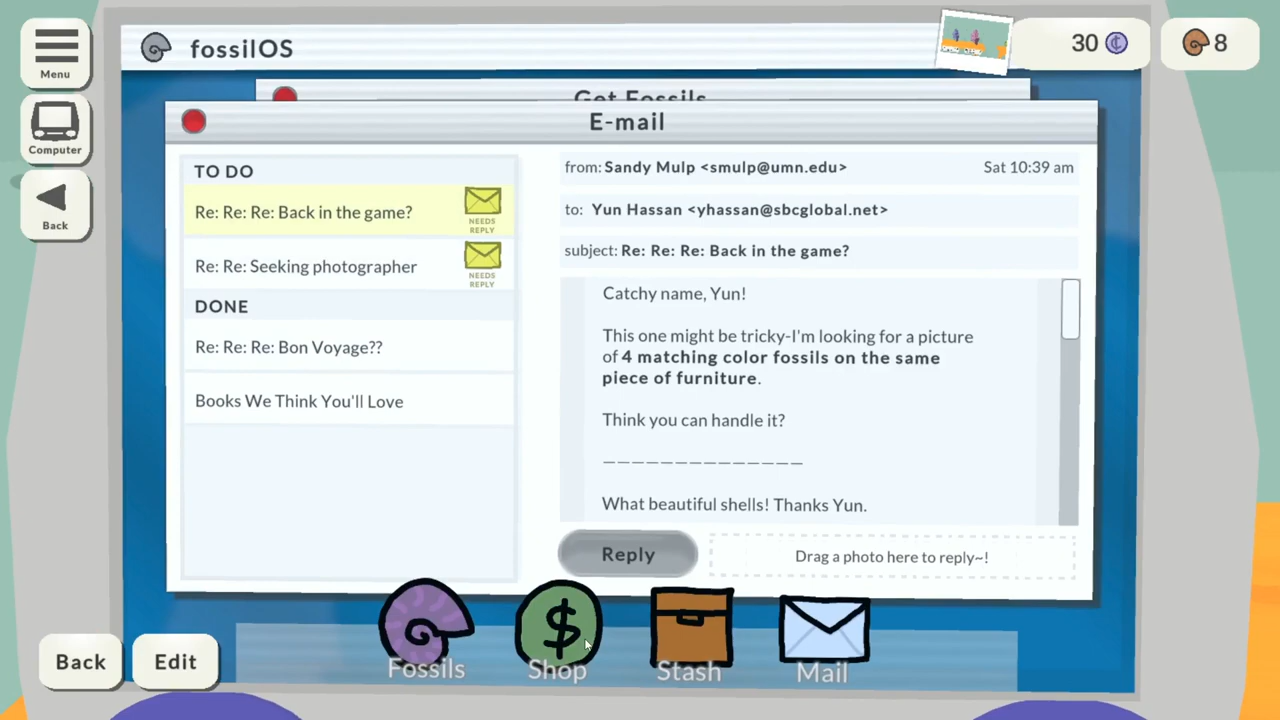 Menu
Computer
Back
fossilOS
30
8
Get Fossils
E-mail
TO DO
Re: Re: Re: Back in the game?
NEEDS
REPLY
Re: Re: Seeking photographer
NEEDS
REPLY
DONE
Re: Re: Re: Bon Voyage??
Books We Think You'll Love
from: Sandy Mulp <smulp@umn.edu>
Sat 10:39 am
to: Yun Hassan <yhassan@sbcglobal.net>
subject: Re: Re: Re: Back in the game?
Catchy name, Yun!
This one might be tricky-I'm looking for a picture
of 4 matching color fossils on the same
piece of furniture.
Think you can handle it?
_ _ _ _ _ _ _ _ _ _ _ _ _ _
What beautiful shells! Thanks Yun.
Reply
Drag a photo here to reply~!
Back
Edit
Fossils
$
Shop
Stash
Mail